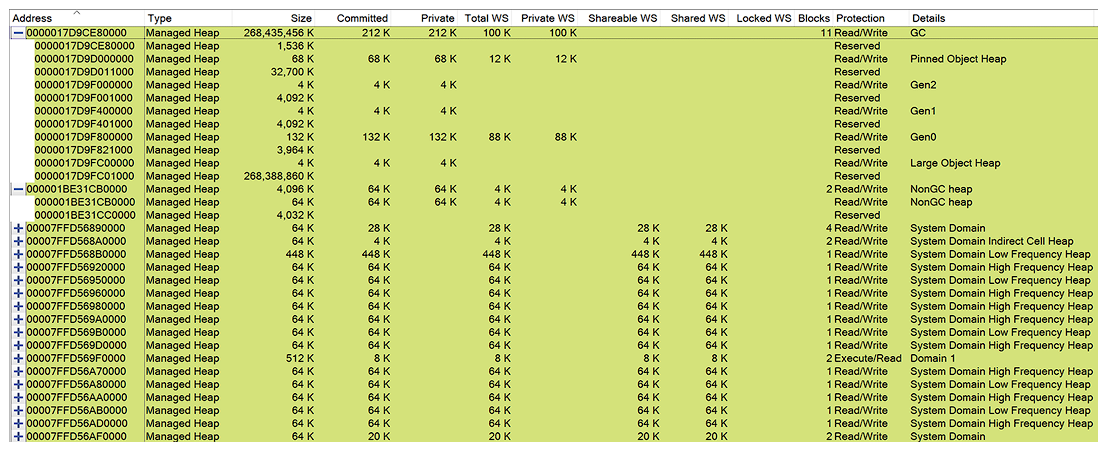 Address Type Size Committed Private Total WS Private WS Shareable WS Shared WS Locked WS Blocks Protection Details
0000017D9CE80000 Managed Heap 268,435,456 K 212 K 212 K 100 K 100 K 11 Read/Write GC
0000017D9CE80000 Managed Heap 1,536 K Reserved
0000017D9D000000 Managed Heap 68 K 68 K 68 K 12 K 12 K Read/Write Pinned Object Heap
0000017D9D011000 Managed Heap 32,700 K Reserved
0000017D9F000000 Managed Heap 4 K 4 K 4 K Read/Write Gen2
0000017D9F001000 Managed Heap 4,092 K Reserved
0000017D9F400000 Managed Heap 4 K 4 K 4 K Read/Write Gen1
0000017D9F401000 Managed Heap 4,092 K Reserved
0000017D9F800000 Managed Heap 132 K 132 K 132 K 88 K 88 K Read/Write Gen0
0000017D9F821000 Managed Heap 3,964 K Reserved
0000017D9FC00000 Managed Heap 4 K 4 K 4 K Read/Write Large Object Heap
0000017D9FC01000 Managed Heap 268,388,860 K Reserved
000001BE31CB0000 Managed Heap 4,096 K 64 K 64 K 4 K 4 K 2 Read/Write NonGC heap
000001BE31CB0000 Managed Heap 64 K 64 K 64 K 4 K 4 K Read/Write NonGC heap
000001BE31CC0000 Managed Heap 4,032 K Reserved
00007FFD56890000 Managed Heap 64 K 28 K 28 K 28 K 28 K 4 Read/Write System Domain
00007FFD568A0000 Managed Heap 64 K 4 K 4 K 4 K 4 K 2 Read/Write System Domain Indirect Cell Heap
00007FFD568B0000 Managed Heap 448 K 448 K 448 K 448 K 448 K 1 Read/Write System Domain Low Frequency Heap
00007FFD56920000 Managed Heap 64 K 64 K 64 K 64 K 64 K 1 Read/Write System Domain High Frequency Heap
00007FFD56950000 Managed Heap 64 K 64 K 64 K 64 K 64 K 1 Read/Write System Domain Low Frequency Heap
00007FFD56960000 Managed Heap 64 K 64 K 64 K 64 K 64 K 1 Read/Write System Domain High Frequency Heap
00007FFD56980000 Managed Heap 64 K 64 K 64 K 64 K 64 K 1 Read/Write System Domain High Frequency Heap
00007FFD569A0000 Managed Heap 64 K 64 K 64 K 64 K 64 K 1 Read/Write System Domain High Frequency Heap
00007FFD569B0000 Managed Heap 64 K 64 K 64 K 64 K 64 K 1 Read/Write System Domain Low Frequency Heap
00007FFD569D0000 Managed Heap 64 K 64 K 64 K 64 K 64 K 1 Read/Write System Domain High Frequency Heap
00007FFD569F0000 Managed Heap 512 K 8 K 8 K 8 K 8 K 2 Execute/Read Domain 1
00007FFD56A70000 Managed Heap 64 K 64 K 64 K 64 K 64 K 1 Read/Write System Domain High Frequency Heap
00007FFD56A80000 Managed Heap 64 K 64 K 64 K 64 K 64 K 1 Read/Write System Domain Low Frequency Heap
00007FFD56AA0000 Managed Heap 64 K 64 K 64 K 64 K 64 K 1 Read/Write System Domain High Frequency Heap
00007FFD56AB0000 Managed Heap 64 K 64 K 64 K 64 K 64 K 1 Read/Write System Domain Low Frequency Heap
00007FFD56AD0000 Managed Heap 64 K 64 K 64 K 64 K 64 K 1 Read/Write System Domain High Frequency Heap
00007FFD56AF0000 Managed Heap 64 K 20 K 20 K 20 K 20 K 2 Read/Write System Domain